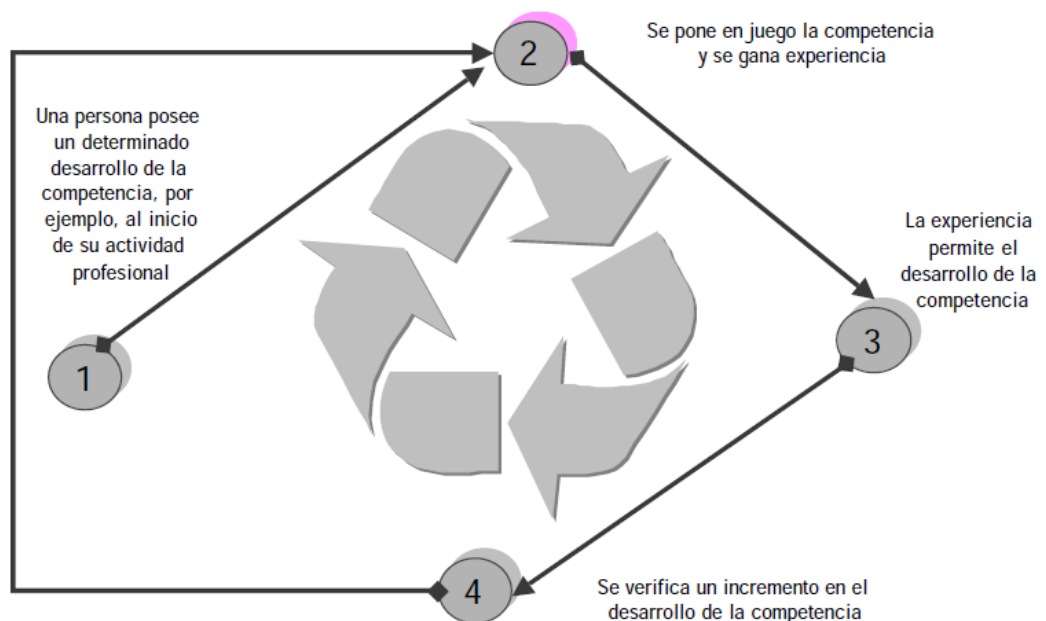 1
Una persona posee
un determinado
desarrollo de la
competencia, por
ejemplo, al inicio
de su actividad
profesional
2
Se pone en juego la competencia
y se gana experiencia
3
La experiencia
permite el
desarrollo de la
competencia
4
Se verifica un incremento en el
desarrollo de la competencia